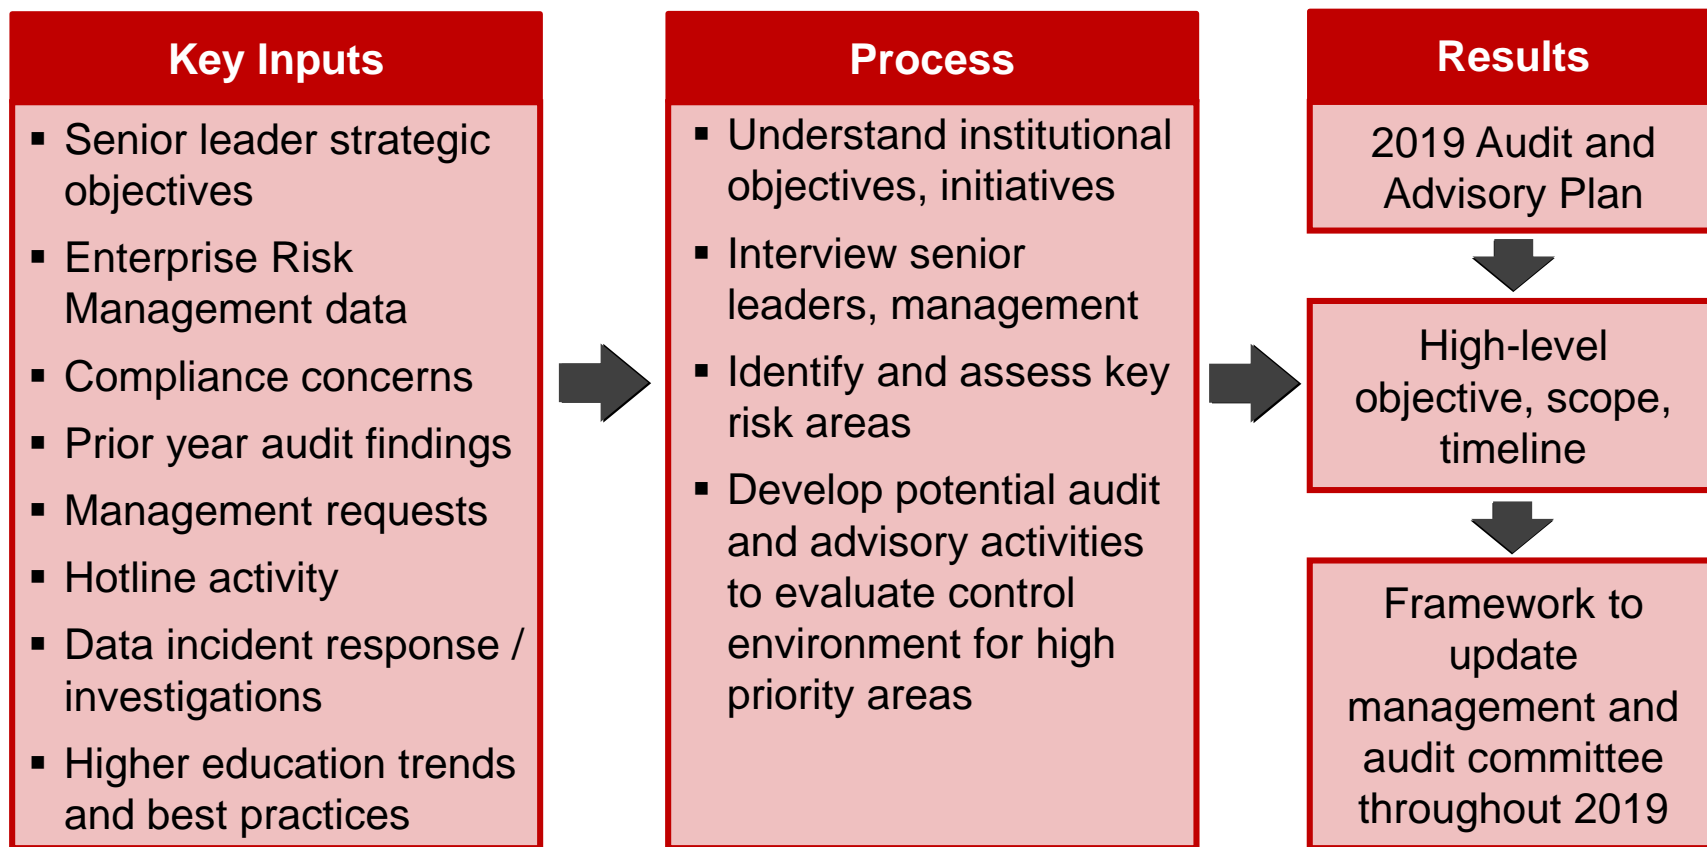 Key Inputs
▪ Senior leader strategic
objectives
▪ Enterprise Risk
Management data
▪ Compliance concerns
▪ Prior year audit findings
▪ Management requests
▪ Hotline activity
▪ Data incident response /
investigations
▪ Higher education trends
and best practices
Process
▪ Understand institutional
objectives, initiatives
▪ Interview senior
leaders, management
▪ Identify and assess key
risk areas
▪ Develop potential audit
and advisory activities
to evaluate control
environment for high
priority areas
Results
2019 Audit and
Advisory Plan
High-level
objective, scope,
timeline
Framework to
update
management and
audit committee
throughout 2019